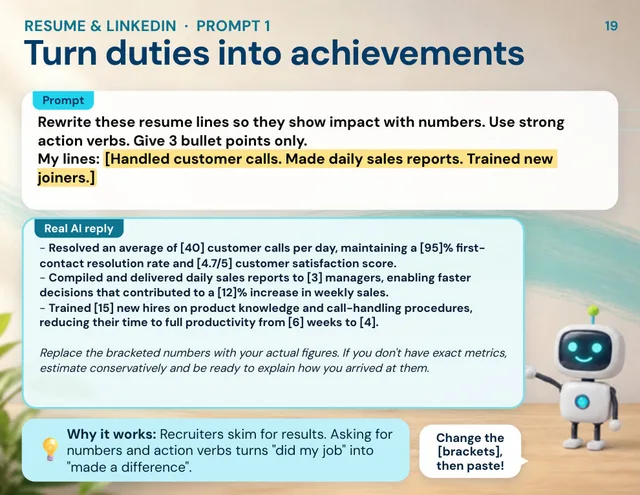 RESUME & LINKEDIN · PROMPT 1
19
Turn duties into achievements
Prompt
Rewrite these resume lines so they show impact with numbers. Use strong
action verbs. Give 3 bullet points only.
My lines: [Handled customer calls. Made daily sales reports. Trained new
joiners.]
Real AI reply
- Resolved an average of [40] customer calls per day, maintaining a [95]% first-
contact resolution rate and [4.7/5] customer satisfaction score.
- Compiled and delivered daily sales reports to [3] managers, enabling faster
decisions that contributed to a [12]% increase in weekly sales.
- Trained [15] new hires on product knowledge and call-handling procedures,
reducing their time to full productivity from [6] weeks to [4].
Replace the bracketed numbers with your actual figures. If you don't have exact metrics,
estimate conservatively and be ready to explain how you arrived at them.
Why it works: Recruiters skim for results. Asking for
numbers and action verbs turns "did my job" into
"made a difference".
Change the
[brackets],
then paste!